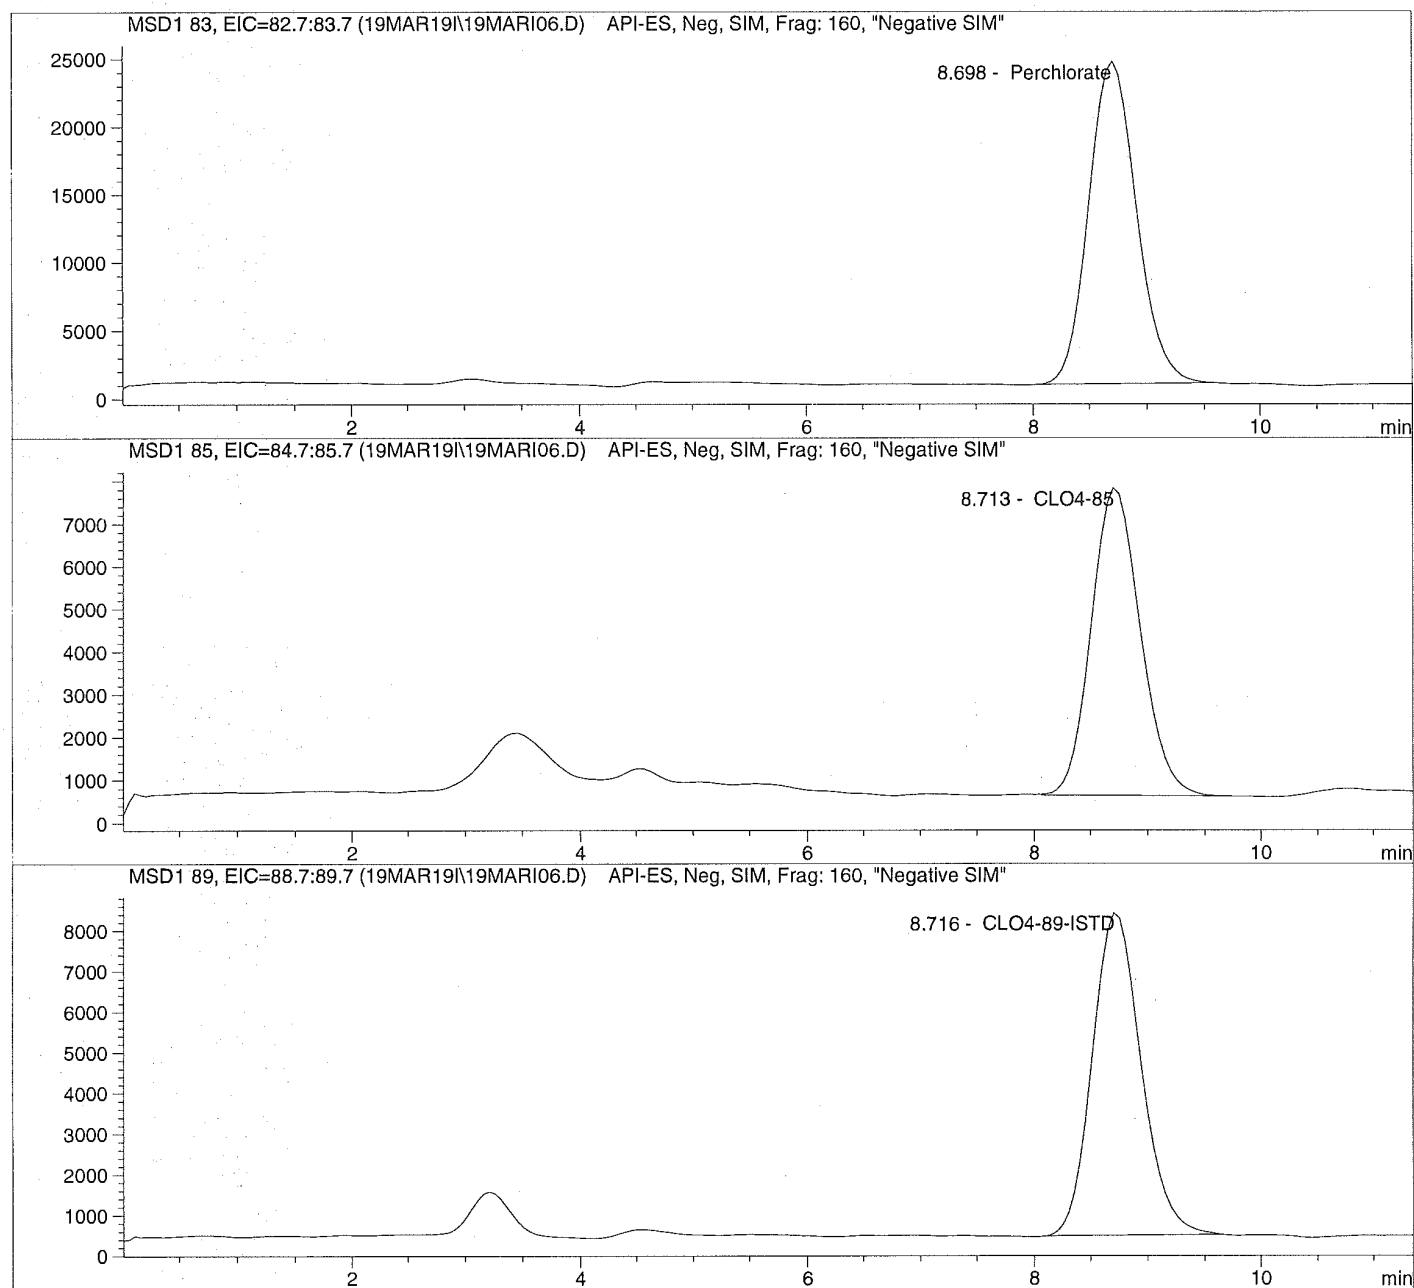 MSD1 83, EIC=82.7:83.7 (19MAR19I\19MARI06.D) API-ES, Neg, SIM, Frag: 160, "Negative SIM"
25000
8.698 - Perchlorate
20000
15000
10000
5000
0
2 4 6 8 10 min
MSD1 85, EIC=84.7:85.7 (19MAR19I\19MARI06.D) API-ES, Neg, SIM, Frag: 160, "Negative SIM"
8.713 - CLO4-85
7000
6000
5000
4000
3000
2000
1000
0
2 4 6 8 10 min
MSD1 89, EIC=88.7:89.7 (19MAR19I\19MARI06.D) API-ES, Neg, SIM, Frag: 160, "Negative SIM"
8.716 - CLO4-89-ISTD
8000
7000
6000
5000
4000
3000
2000
1000
0
2 4 6 8 10 min